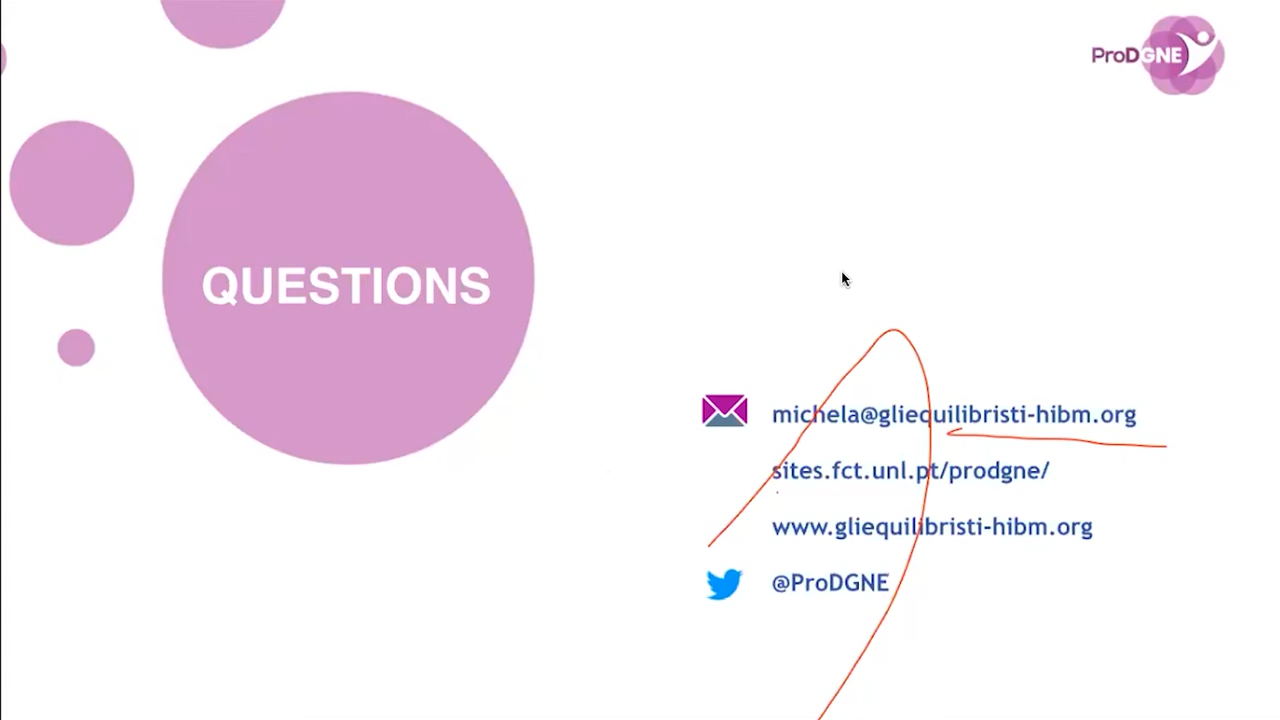 ProDGNE
QUESTIONS
michela@gliequilibristi-hibm.org
sites.fct.unl.pt/prodgne/
www.gliequilibristi-hibm.org
@ProDGNE